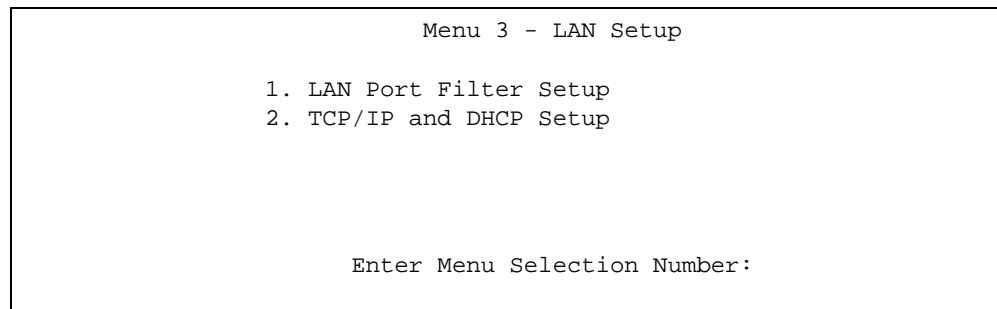 Menu 3 - LAN Setup
1. LAN Port Filter Setup
2. TCP/IP and DHCP Setup
Enter Menu Selection Number: